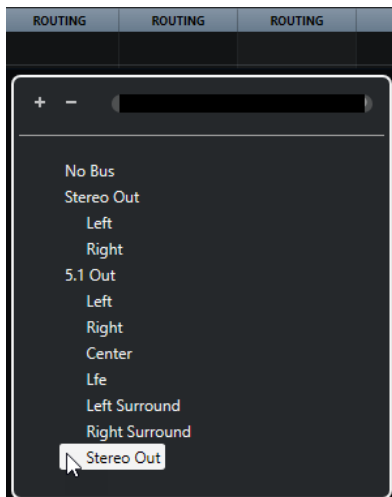 ROUTING ROUTING ROUTING
+ −
No Bus
Stereo Out
Left
Right
5.1 Out
Left
Right
Center
Lfe
Left Surround
Right Surround
Stereo Out